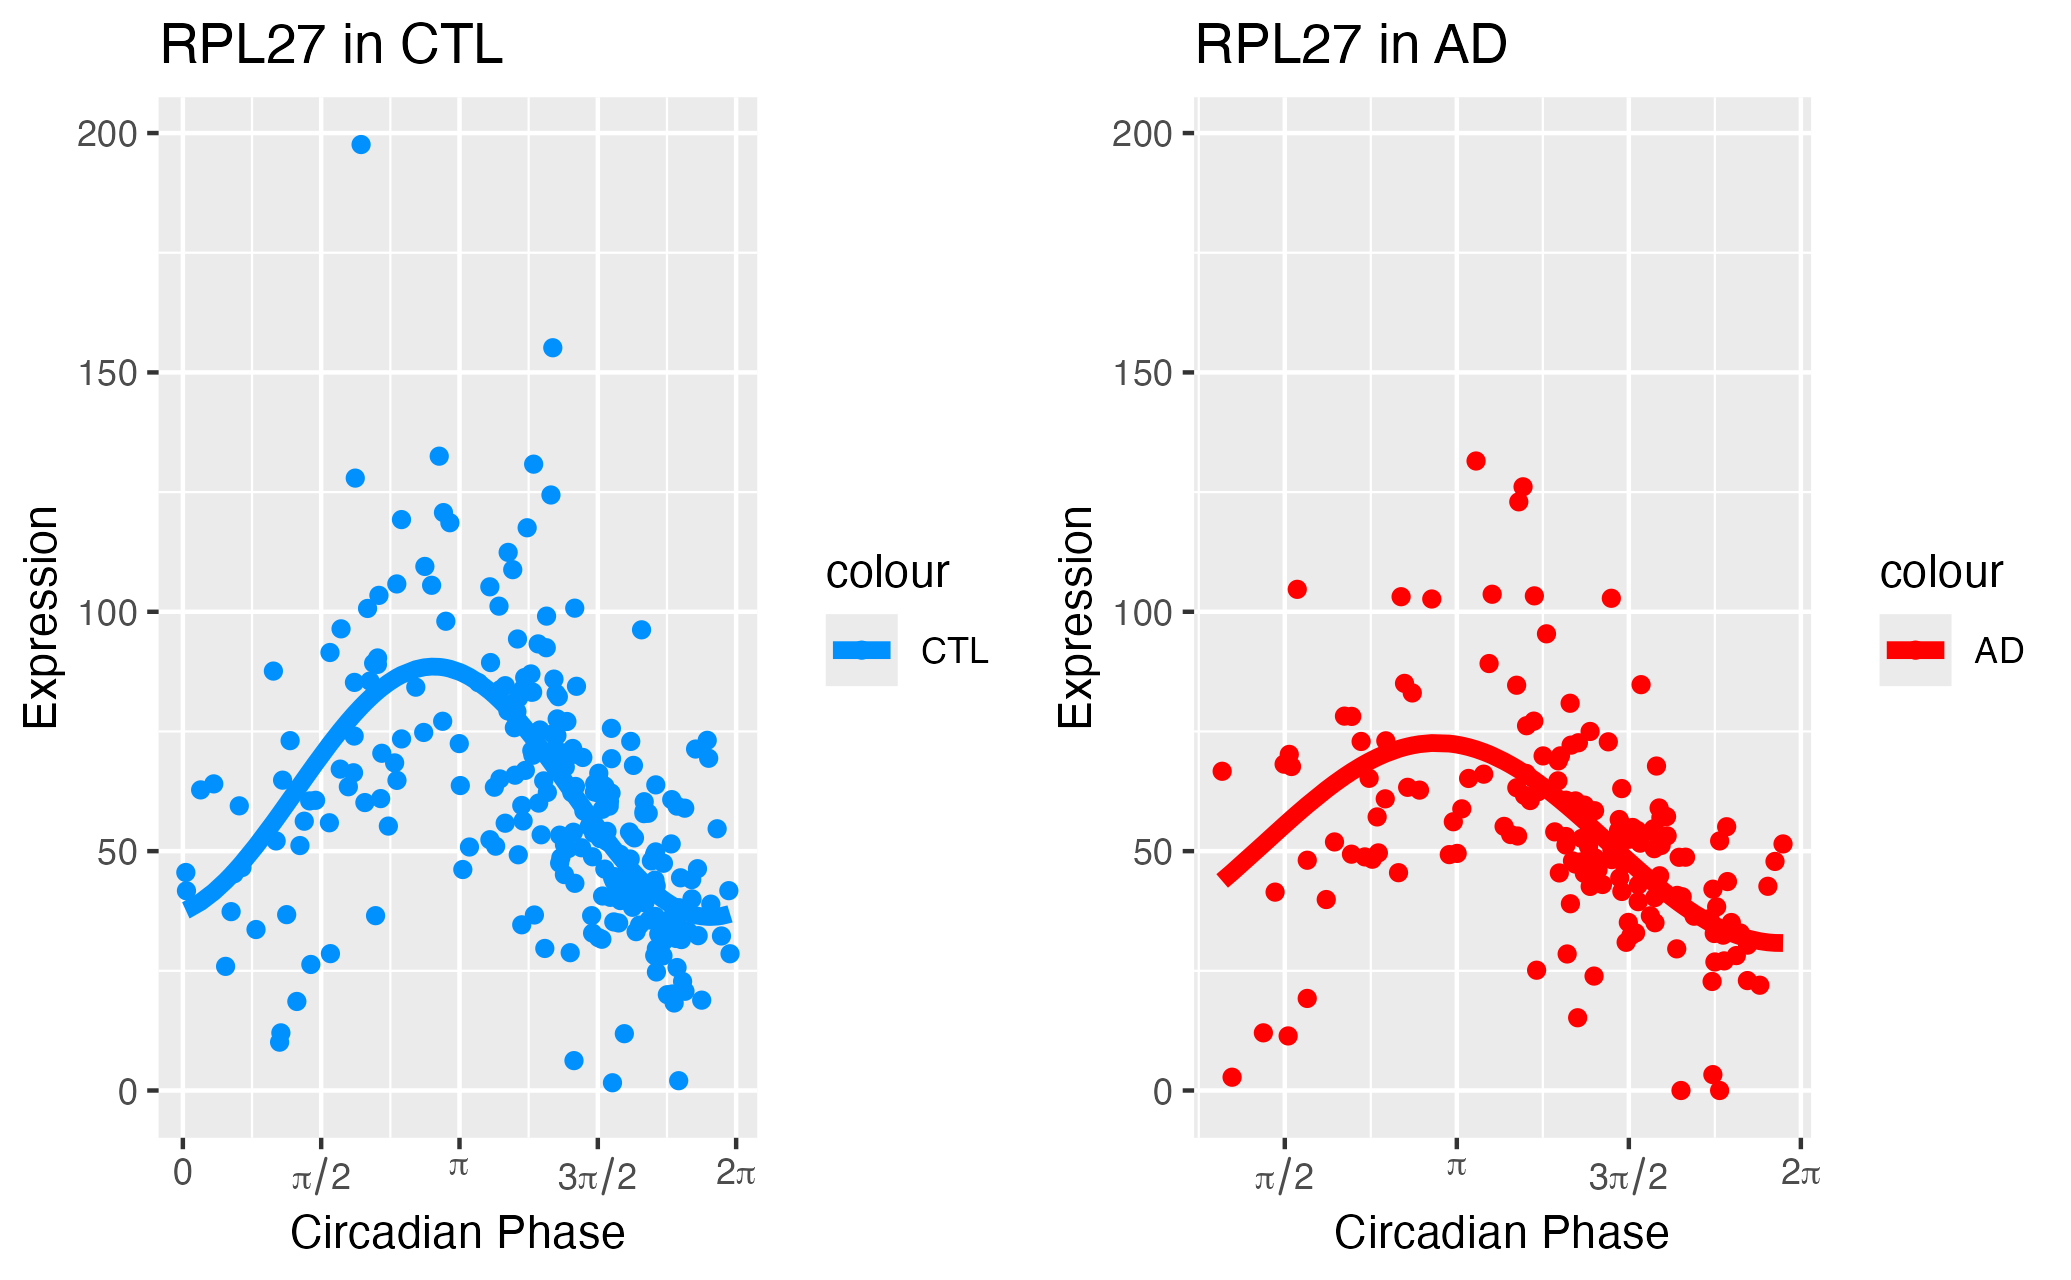 RPL27 in CTL
200
150
100
50
0
Expression
0
π/2
π
3π/2
2π
Circadian Phase
colour
CTL
RPL27 in AD
200
150
100
50
0
Expression
π/2
π
3π/2
2π
Circadian Phase
colour
AD